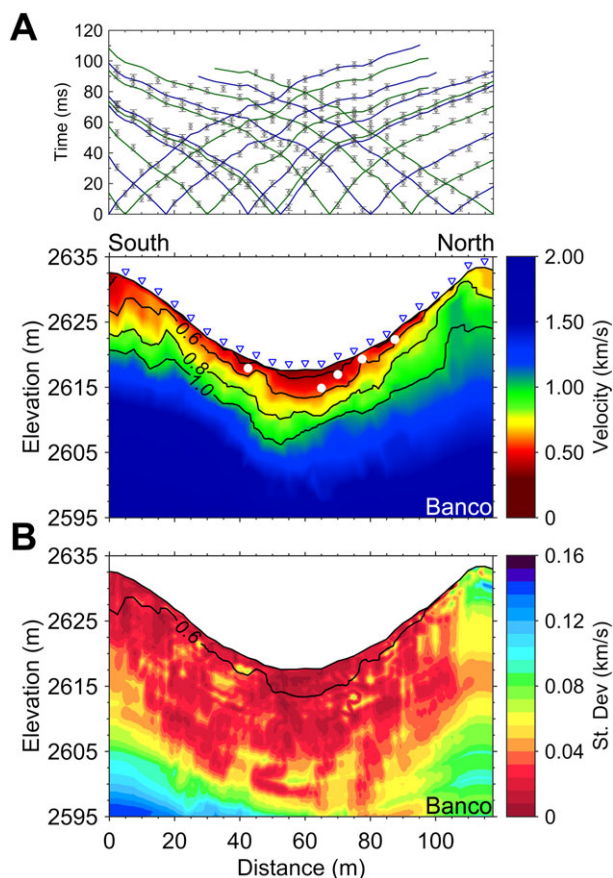 A
120
100
80
60
40
20
0
Time (ms)
South North
2635
2625
2615
2605
2595
Elevation (m)
0.6
0.8
1.0
Banco
2.00
1.50
1.00
0.50
0
Velocity (km/s)
B
2635
2625
2615
2605
2595
Elevation (m)
0.6
Banco
0.16
0.12
0.08
0.04
0
St. Dev (km/s)
0 20 40 60 80 100
Distance (m)